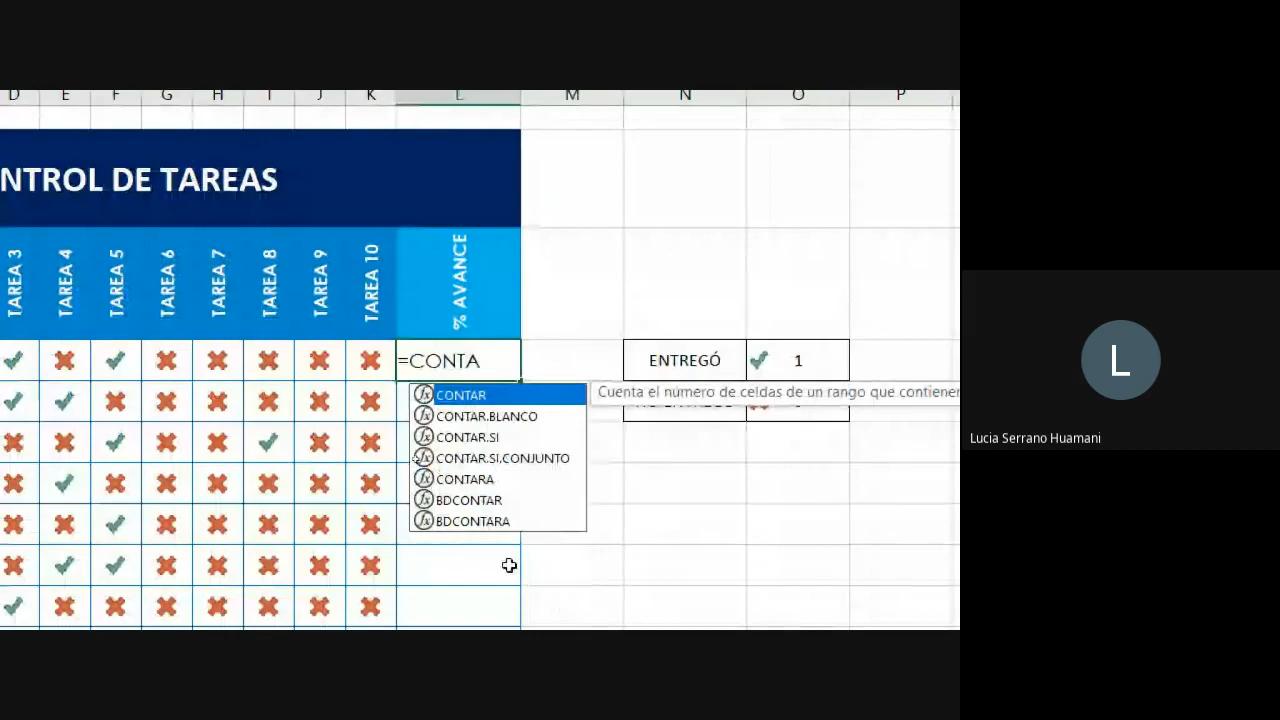 D E F G H I J K L M N O P
NTROL DE TAREAS
TAREA 3 TAREA 4 TAREA 5 TAREA 6 TAREA 7 TAREA 8 TAREA 9 TAREA 10 % AVANCE
=CONTA
ENTREGÓ 1
CONTAR
Cuenta el número de celdas de un rango que contienen
CONTAR.BLANCO
CONTAR.SI
CONTAR.SI.CONJUNTO
CONTARA
BDCONTAR
BDCONTARA
L
Lucia Serrano Huamani